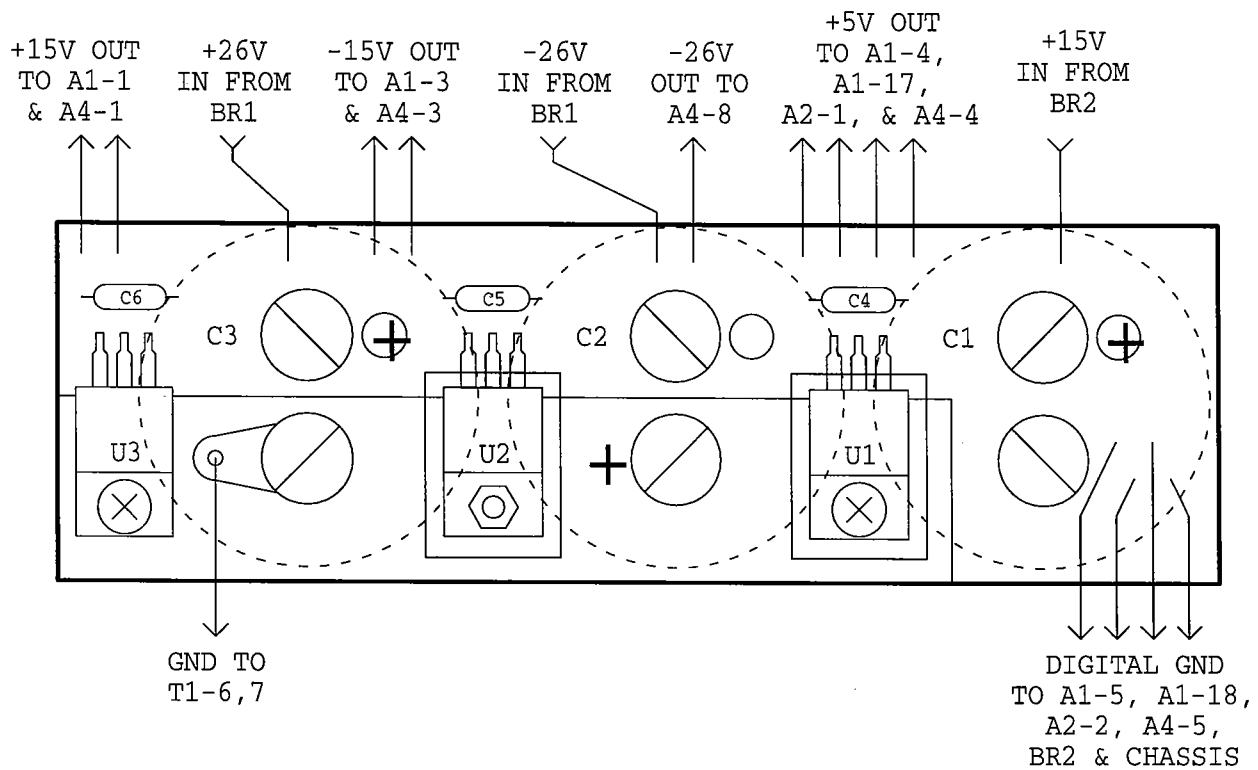 +15V OUT
TO A1-1
& A4-1
+26V
IN FROM
BR1
-15V OUT
TO A1-3
& A4-3
-26V
IN FROM
BR1
-26V
OUT TO
A4-8
+5V OUT
TO A1-4,
A1-17,
A2-1, & A4-4
+15V
IN FROM
BR2
C6
C5
C4
C3
C2
C1
U3
U2
U1
GND TO
T1-6,7
DIGITAL GND
TO A1-5, A1-18,
A2-2, A4-5,
BR2 & CHASSIS